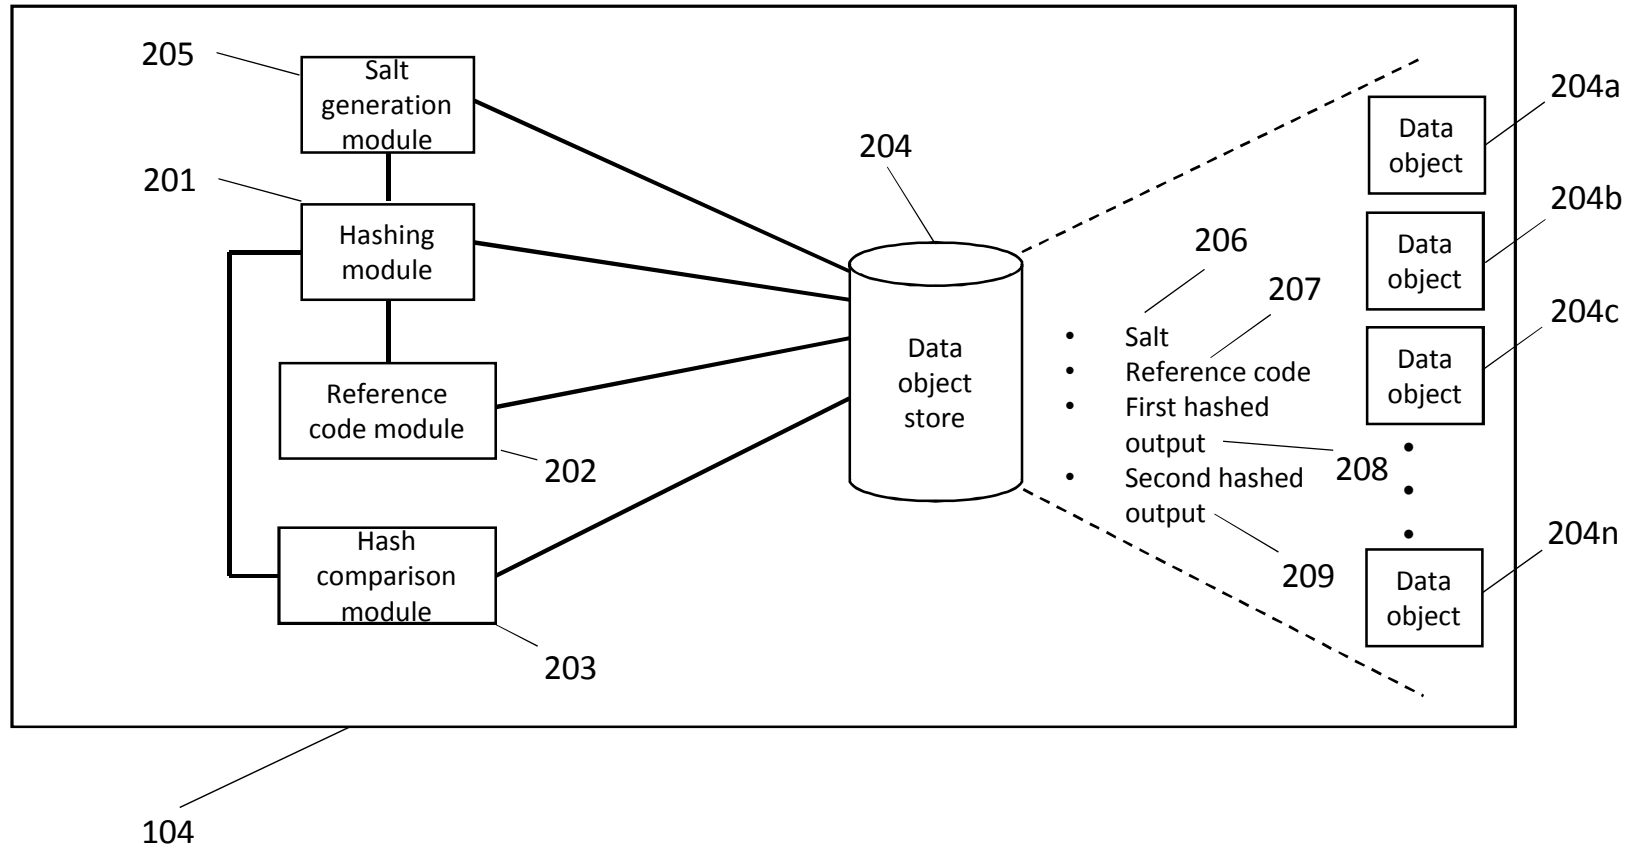 205
Salt
generation
module
201
Hashing
module
Reference
code module
202
Hash
comparison
module
203
204
Data
object
store
206
207
• Salt
• Reference code
• First hashed
output
208
• Second hashed
output
209
204a
Data
object
204b
Data
object
204c
Data
object
204n
Data
object
104